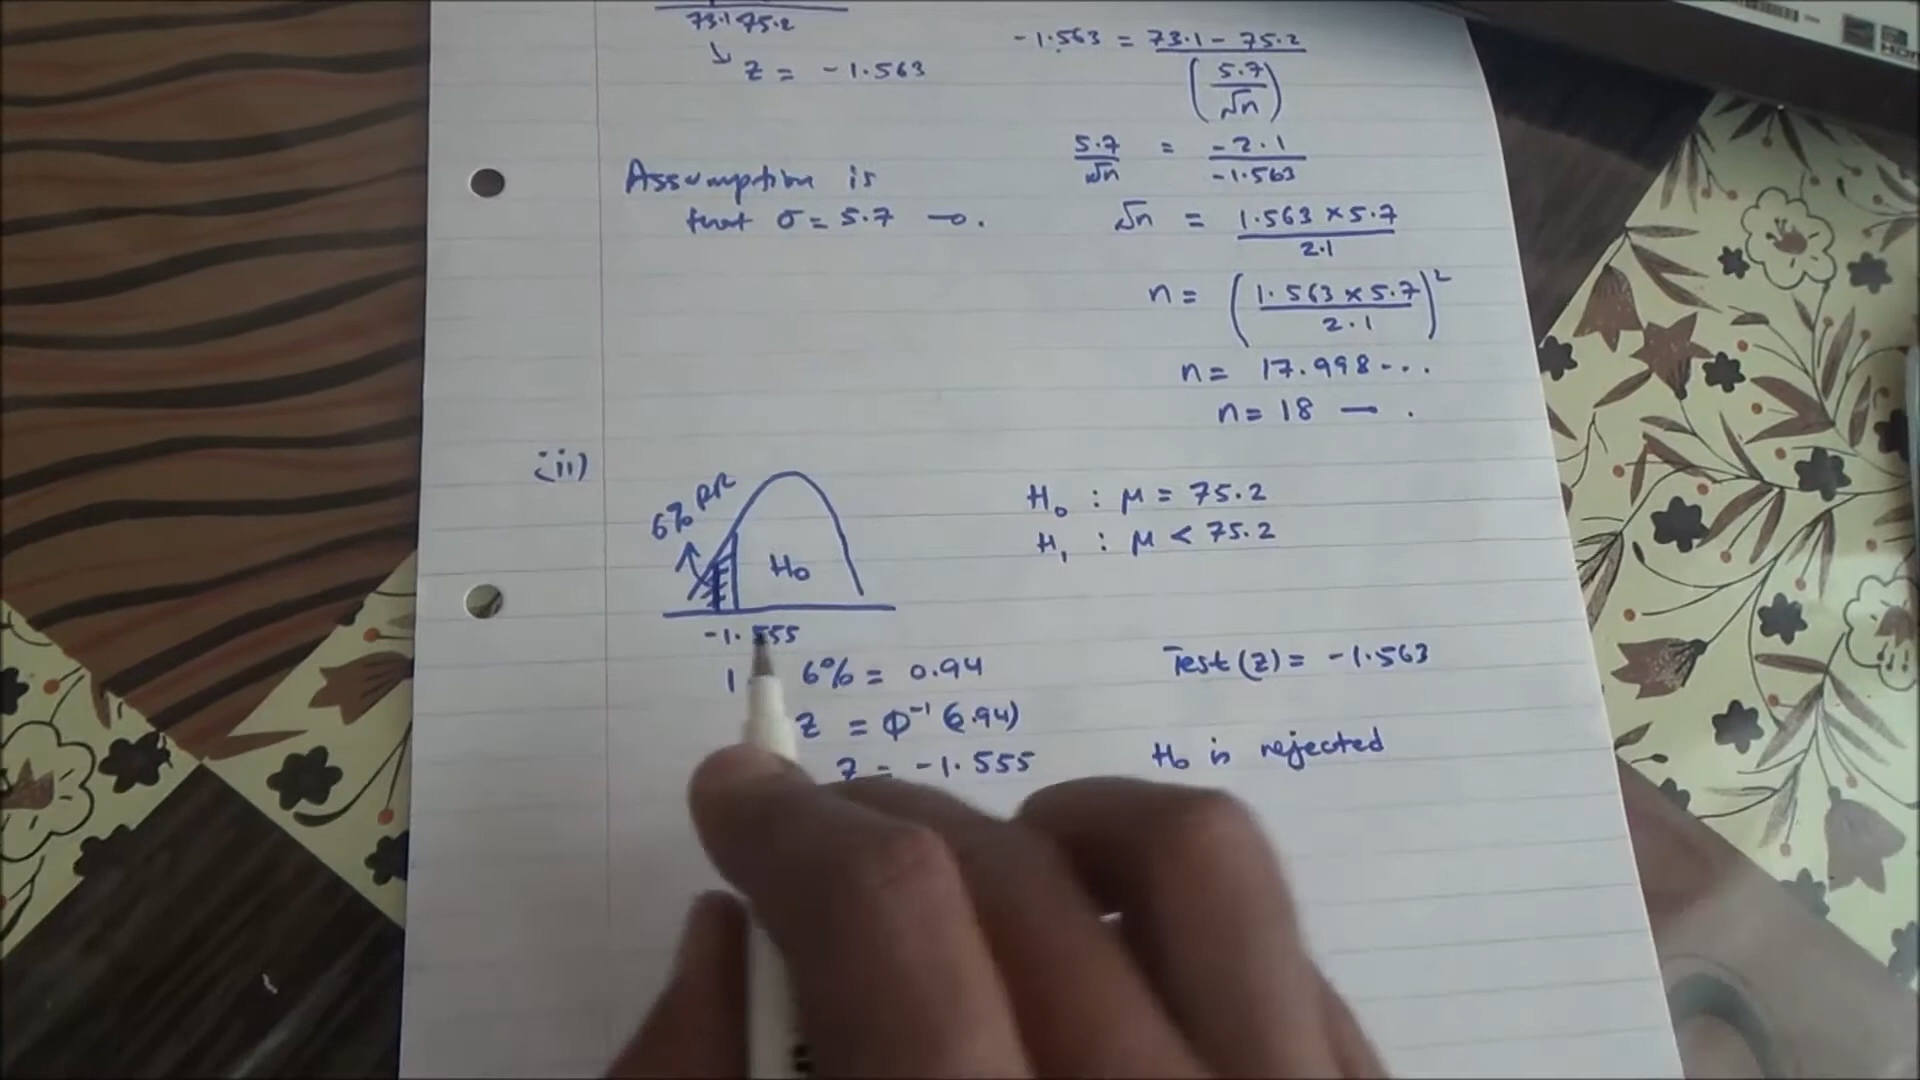 73.1 75.2
z = -1.563
Assumption is
that σ = 5.7
-1.563 = 73.1 - 75.2
(5.7
√n)
5.7 = -2.1
√n -1.563
√n = 1.563 × 5.7
2.1
n = (1.563 × 5.7)²
2.1
n = 17.998...
n = 18
(ii)
6% RR
H₀
-1.555
1 6% = 0.94
z = Φ⁻¹(0.94)
z = -1.555
H₀ : μ = 75.2
H₁ : μ < 75.2
Test (z) = -1.563
H₀ is rejected